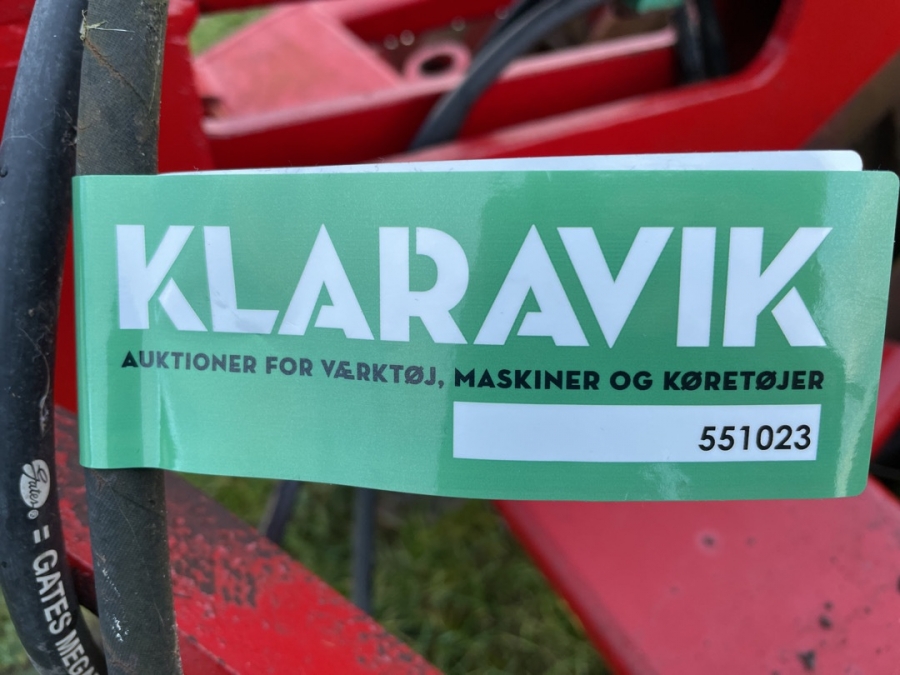 KLARAVIK
AUKTIONER FOR VÆRKTØJ, MASKINER OG KØRETØJER
551023
Gates
= GATES